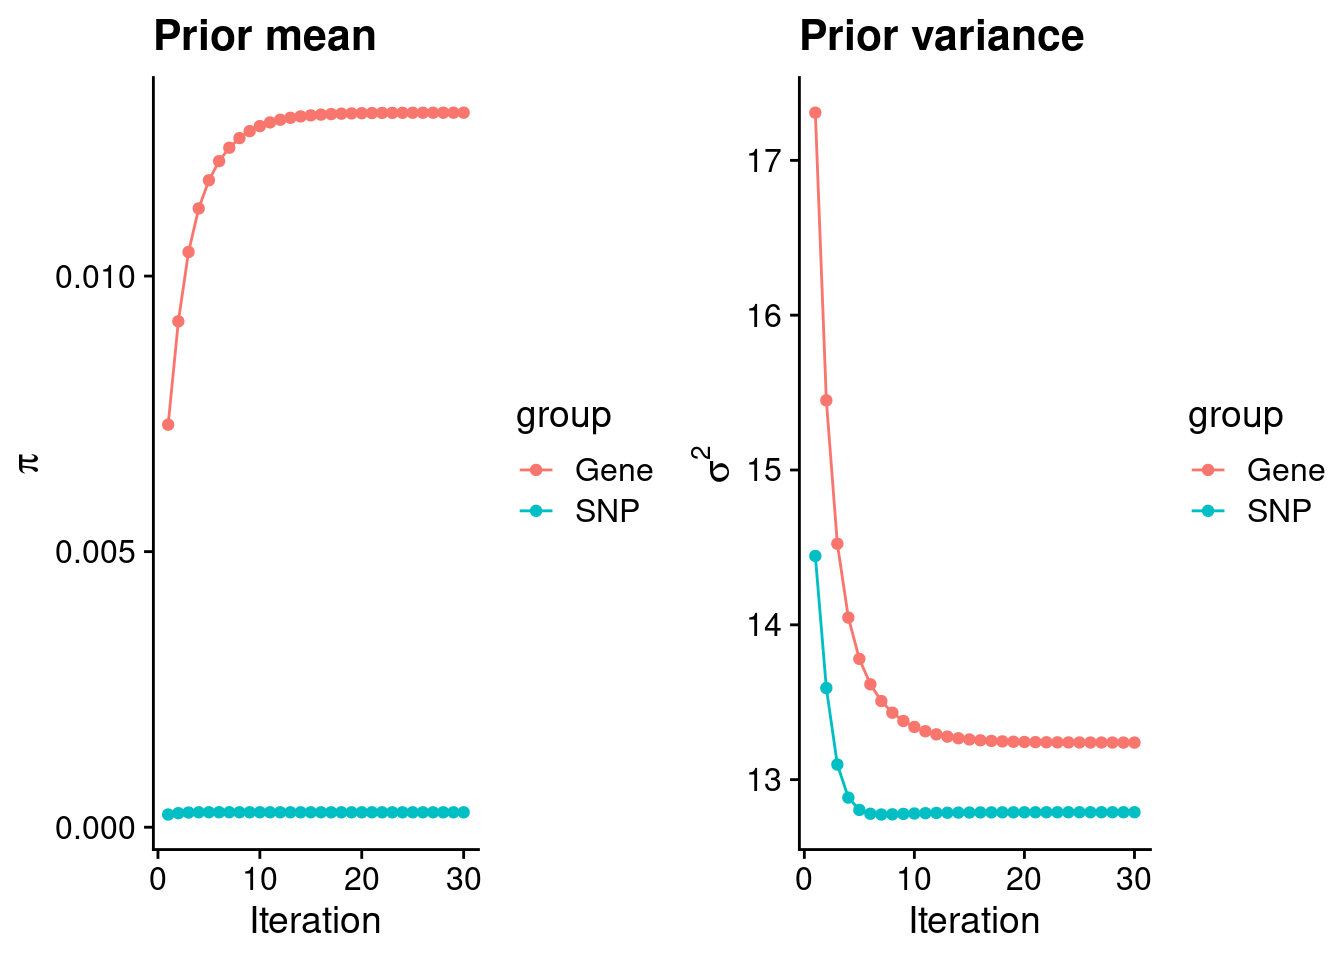 Prior mean
π
0.010
0.005
0.000
0 10 20 30
Iteration
group
Gene
SNP
Prior variance
σ²
17
16
15
14
13
0 10 20 30
Iteration
group
Gene
SNP